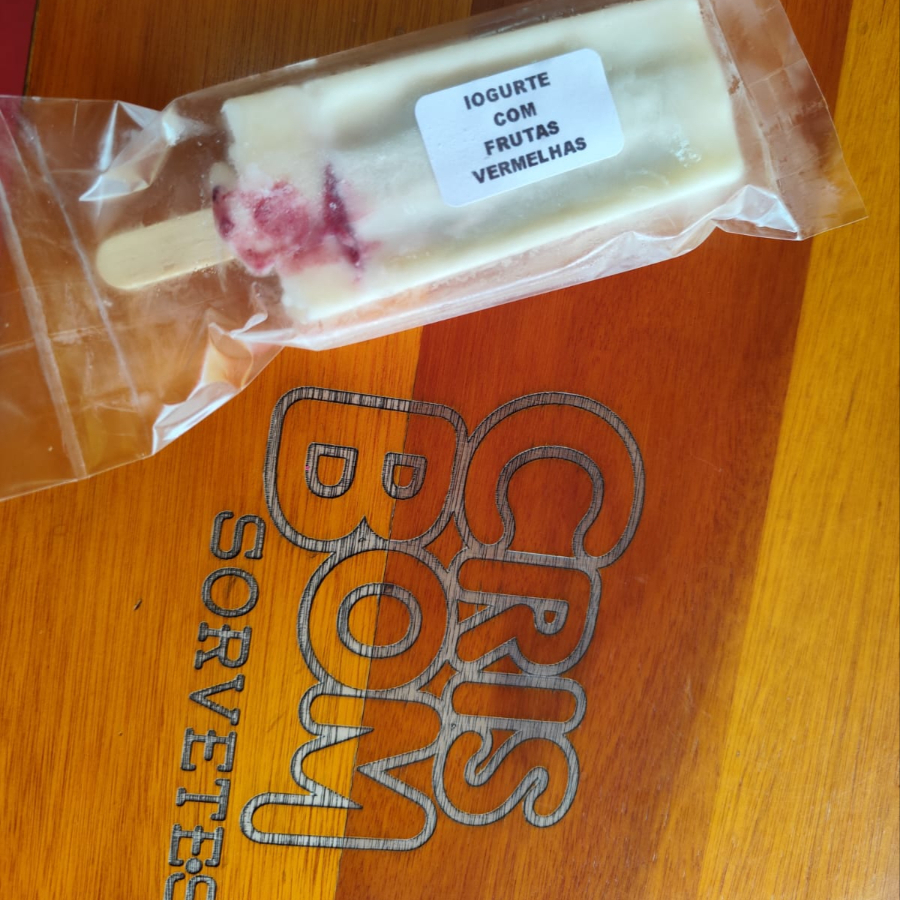 IOGURTE
COM
FRUTAS
VERMELHAS
CRIS
BOM
SORVETES